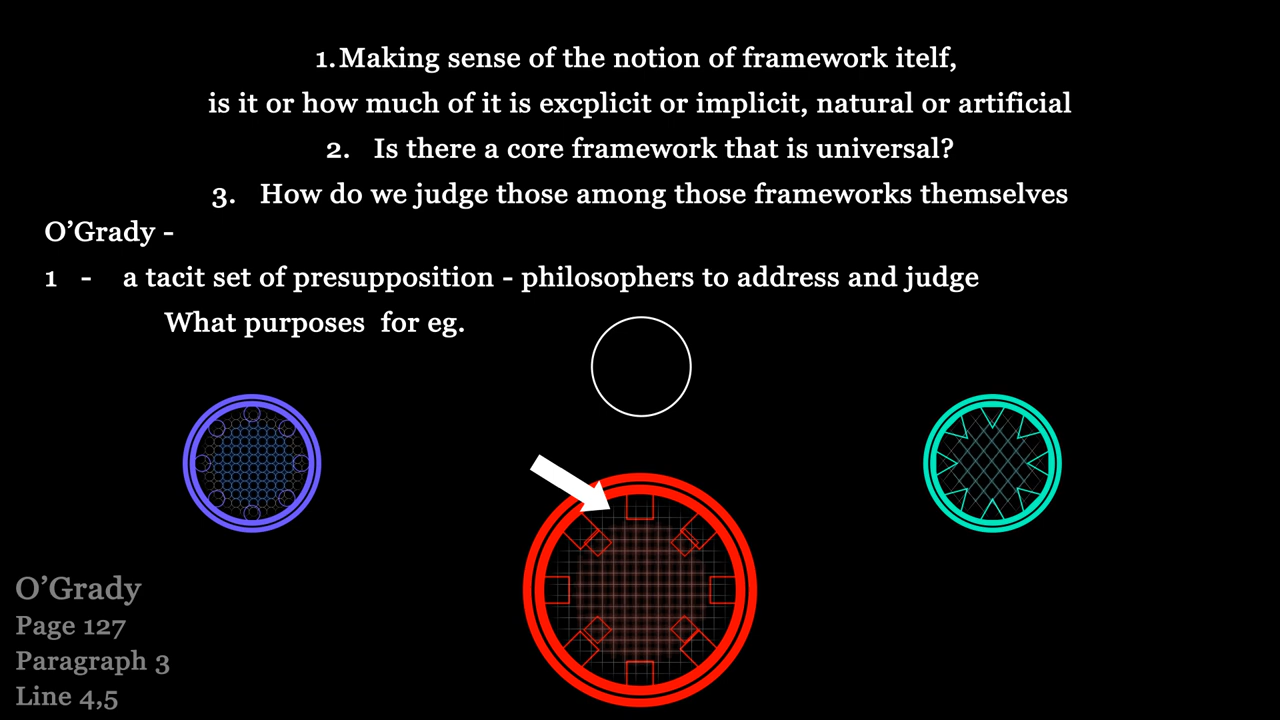 1. Making sense of the notion of framework itelf,
is it or how much of it is excplicit or implicit, natural or artificial
2. Is there a core framework that is universal?
3. How do we judge those among those frameworks themselves
O’Grady -
1 - a tacit set of presupposition - philosophers to address and judge
What purposes for eg.
O’Grady
Page 127
Paragraph 3
Line 4,5